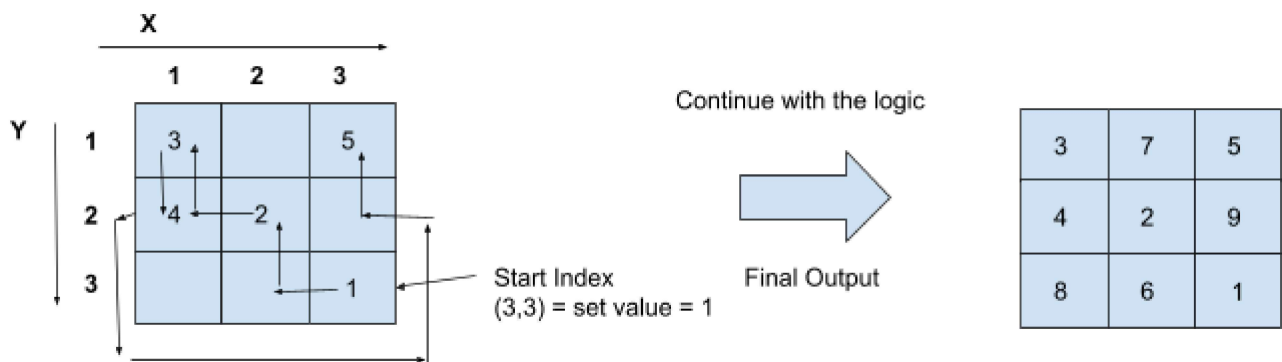 X
1 2 3
Y
1 3 5
2 4 2
3 1
Start Index
(3,3) = set value = 1
Continue with the logic
Final Output
3 7 5
4 2 9
8 6 1